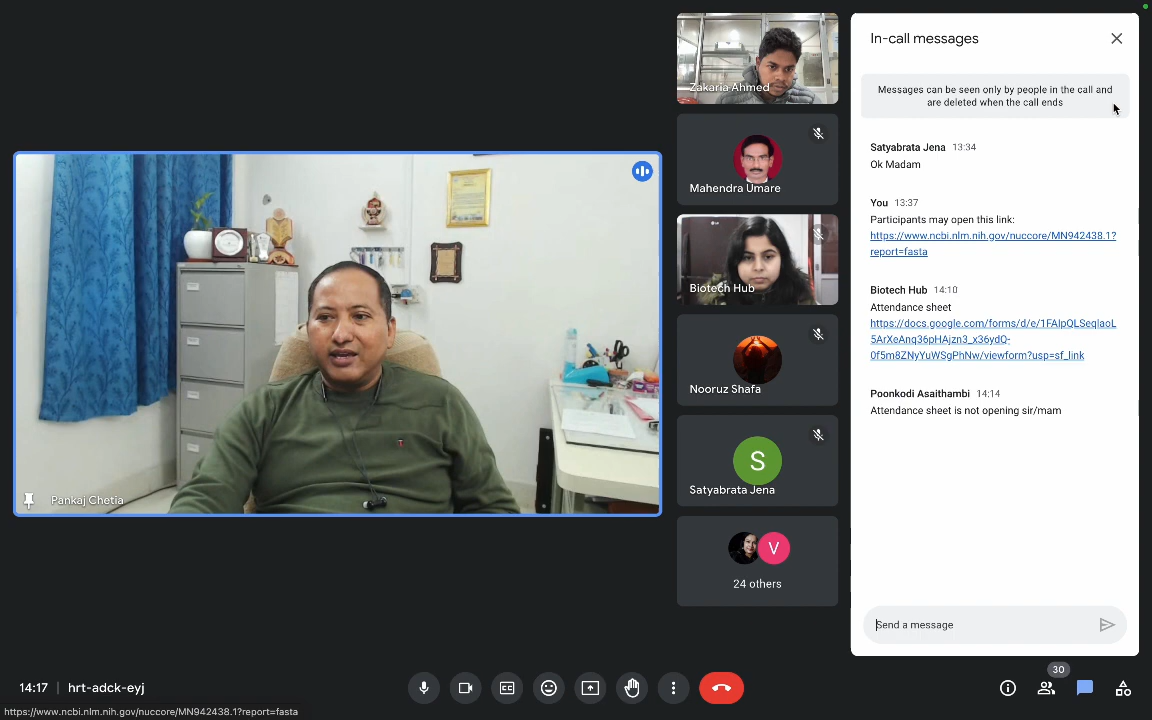 Zakaria Ahmed
Mahendra Umare
Biotech Hub
Nooruz Shafa
S
Satyabrata Jena
V
24 others
Pankaj Chetia
In-call messages
Messages can be seen only by people in the call and
are deleted when the call ends
Satyabrata Jena 13:34
Ok Madam
You 13:37
Participants may open this link:
https://www.ncbi.nlm.nih.gov/nuccore/MN942438.1?
report=fasta
Biotech Hub 14:10
Attendance sheet
https://docs.google.com/forms/d/e/1FAIpQLSeqlaoL
5ArXeAnq36pHAjzn3_x36ydQ-
0f5m8ZNyYuWSgPhNw/viewform?usp=sf_link
Poonkodi Asaithambi 14:14
Attendance sheet is not opening sir/mam
Send a message
14:17 | hrt-adck-eyj
CC
30
https://www.ncbi.nlm.nih.gov/nuccore/MN942438.1?report=fasta